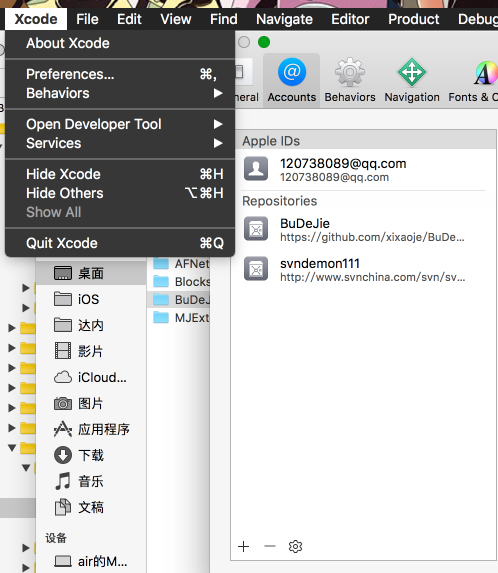 Xcode File Edit View Find Navigate Editor Product Debug
About Xcode
Preferences... ⌘,
Behaviors ▶
Open Developer Tool ▶
Services ▶
Hide Xcode ⌘H
Hide Others ⌥⌘H
Show All
Quit Xcode ⌘Q
Accounts Behaviors Navigation Fonts & C
Apple IDs
120738089@qq.com
120738089@qq.com
Repositories
BuDeJie
https://github.com/xixaoje/BuDe...
svndemon111
http://www.svnchina.com/svn/sv...
桌面
iOS
达内
影片
iCloud...
图片
应用程序
下载
音乐
文稿
设备
air的M...
AFNet
Blocks
BuDeJ
MJExt